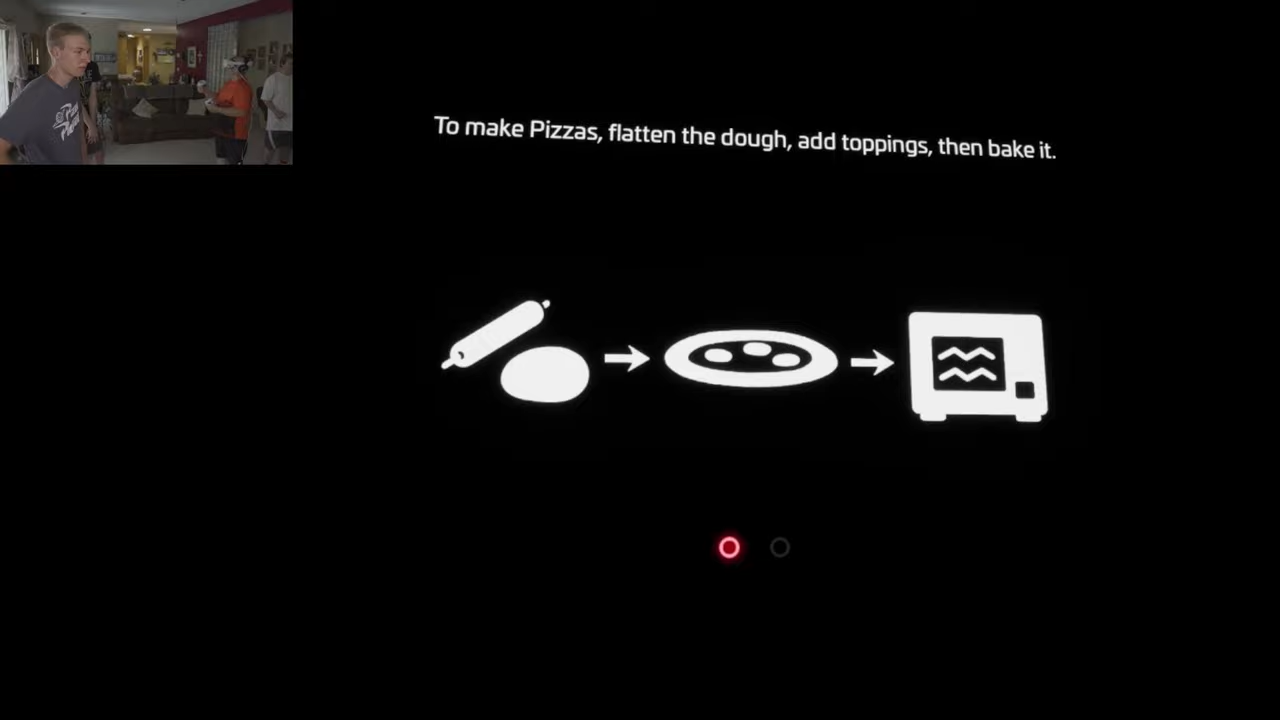 To make Pizzas, flatten the dough, add toppings, then bake it.